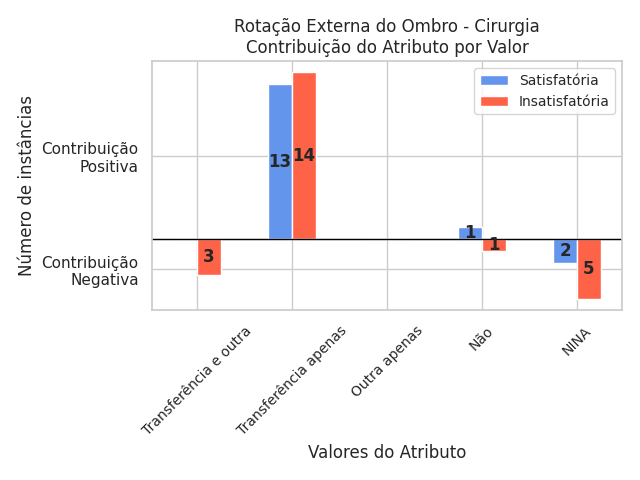 Rotação Externa do Ombro - Cirurgia
Contribuição do Atributo por Valor
Satisfatória
Insatisfatória
Número de instâncias
Contribuição
Positiva
Contribuição
Negativa
3
13
14
1
1
2
5
Transferência e outra
Transferência apenas
Outra apenas
Não
NINA
Valores do Atributo